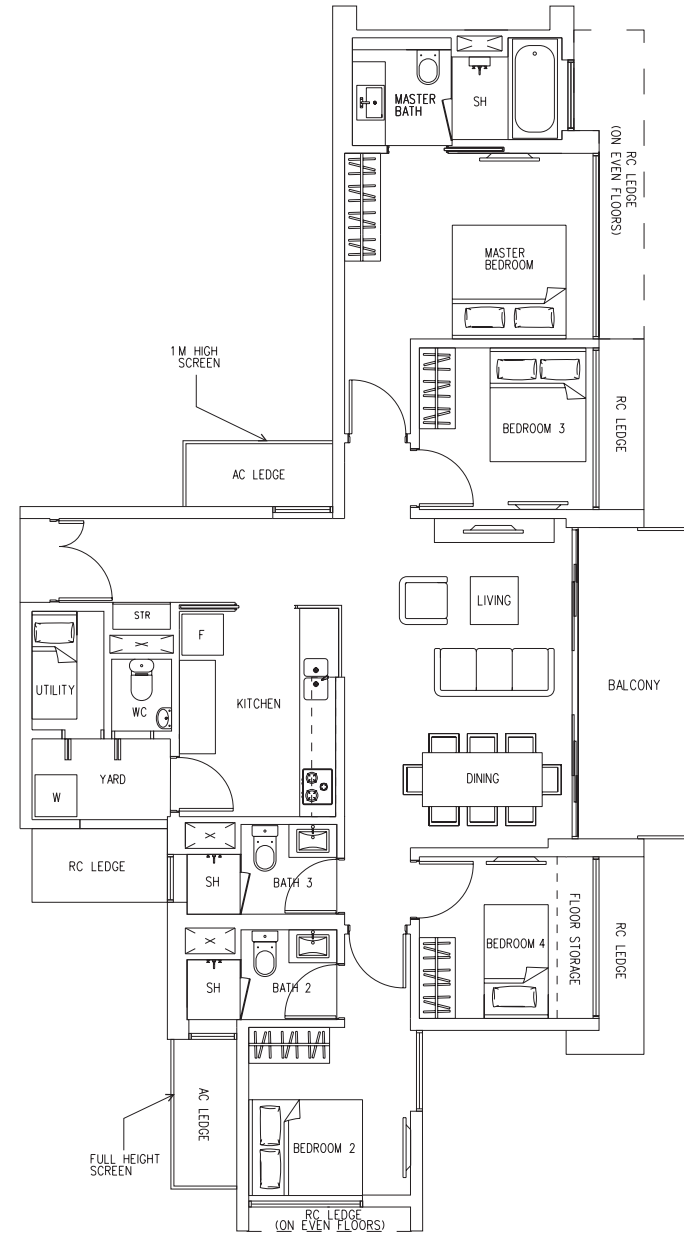 MASTER
BATH
SH
RC LEDGE
(ON EVEN FLOORS)
MASTER
BEDROOM
1M HIGH
SCREEN
BEDROOM 3
RC LEDGE
AC LEDGE
STR
F
LIVING
UTILITY
WC
KITCHEN
BALCONY
YARD
W
DINING
RC LEDGE
SH
BATH 3
BEDROOM 4
FLOOR STORAGE
RC LEDGE
SH
BATH 2
AC LEDGE
FULL HEIGHT
SCREEN
BEDROOM 2
RC LEDGE
(ON EVEN FLOORS)